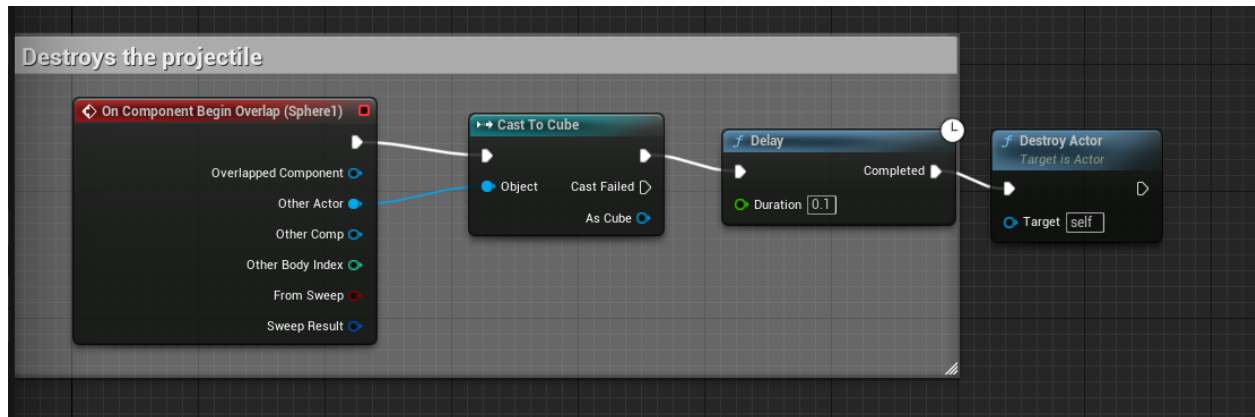 Destroys the projectile
On Component Begin Overlap (Sphere1)
Overlapped Component
Other Actor
Other Comp
Other Body Index
From Sweep
Sweep Result
Cast To Cube
Object
Cast Failed
As Cube
Delay
Completed
Duration 0.1
Destroy Actor
Target is Actor
Target self